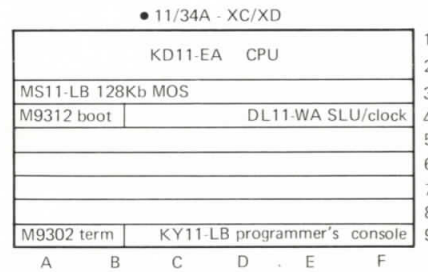 ● 11/34A - XC/XD
KD11-EA CPU
1
2
MS11-LB 128Kb MOS 3
M9312 boot DL11-WA SLU/clock 4
5
6
7
8
M9302 term KY11-LB programmer's console 9
A B C D . E F